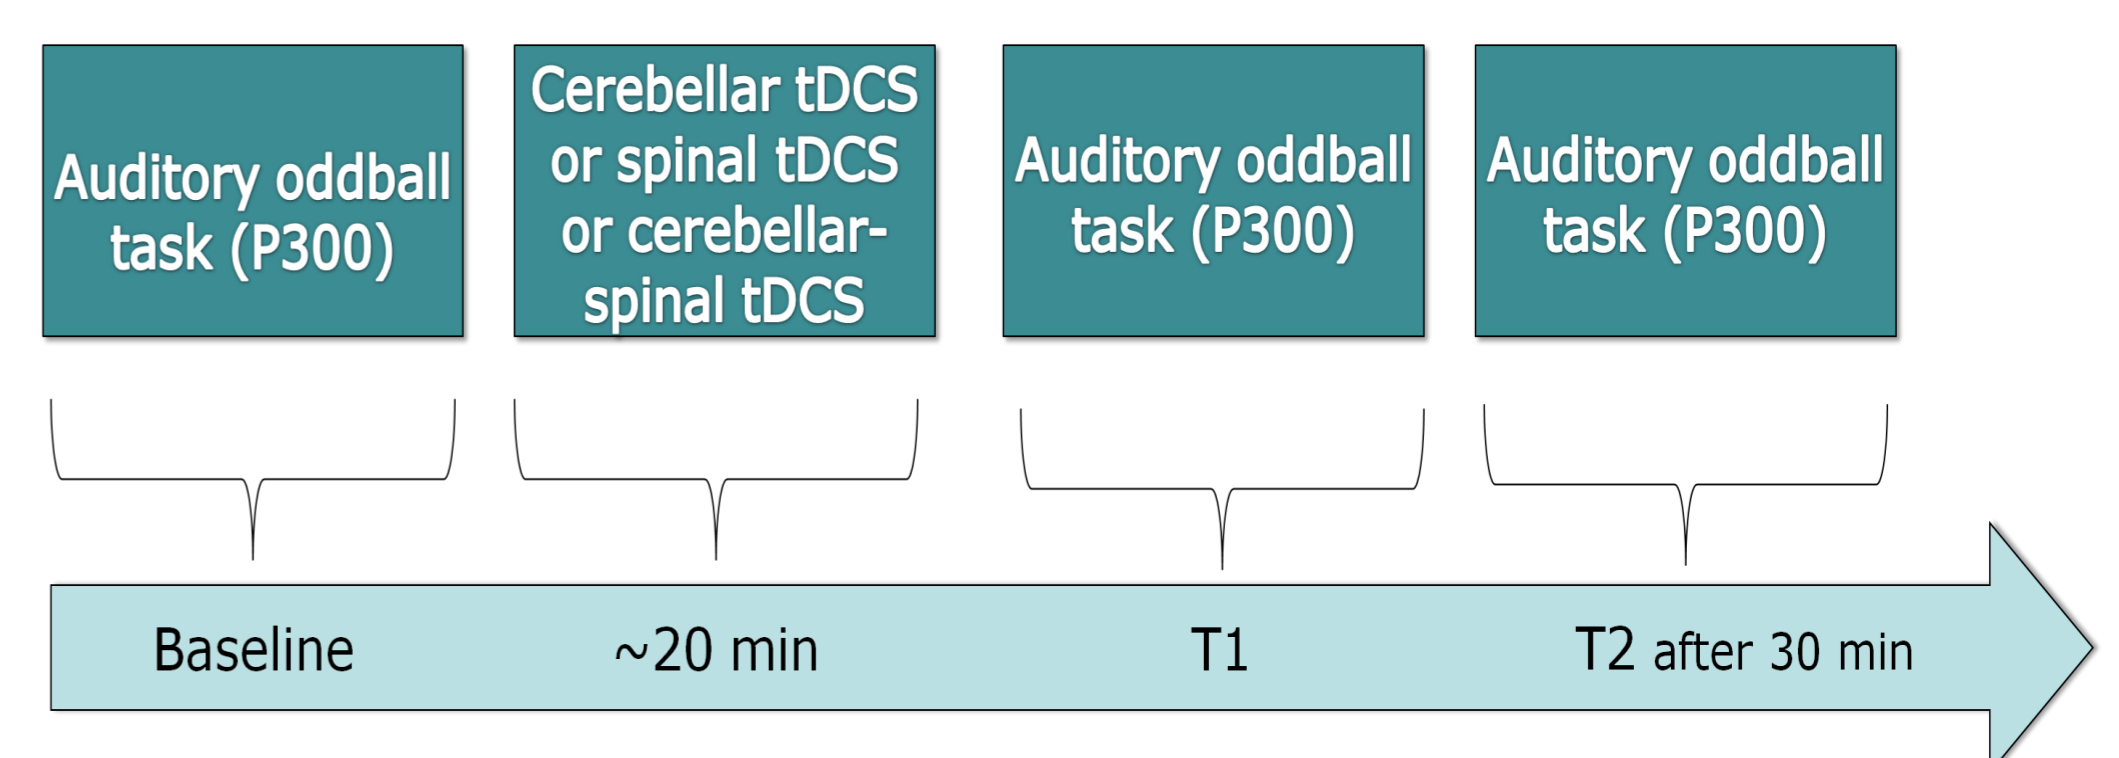 Auditory oddball
task (P300)
Cerebellar tDCS
or spinal tDCS
or cerebellar-
spinal tDCS
Auditory oddball
task (P300)
Auditory oddball
task (P300)
Baseline
~20 min
T1
T2 after 30 min